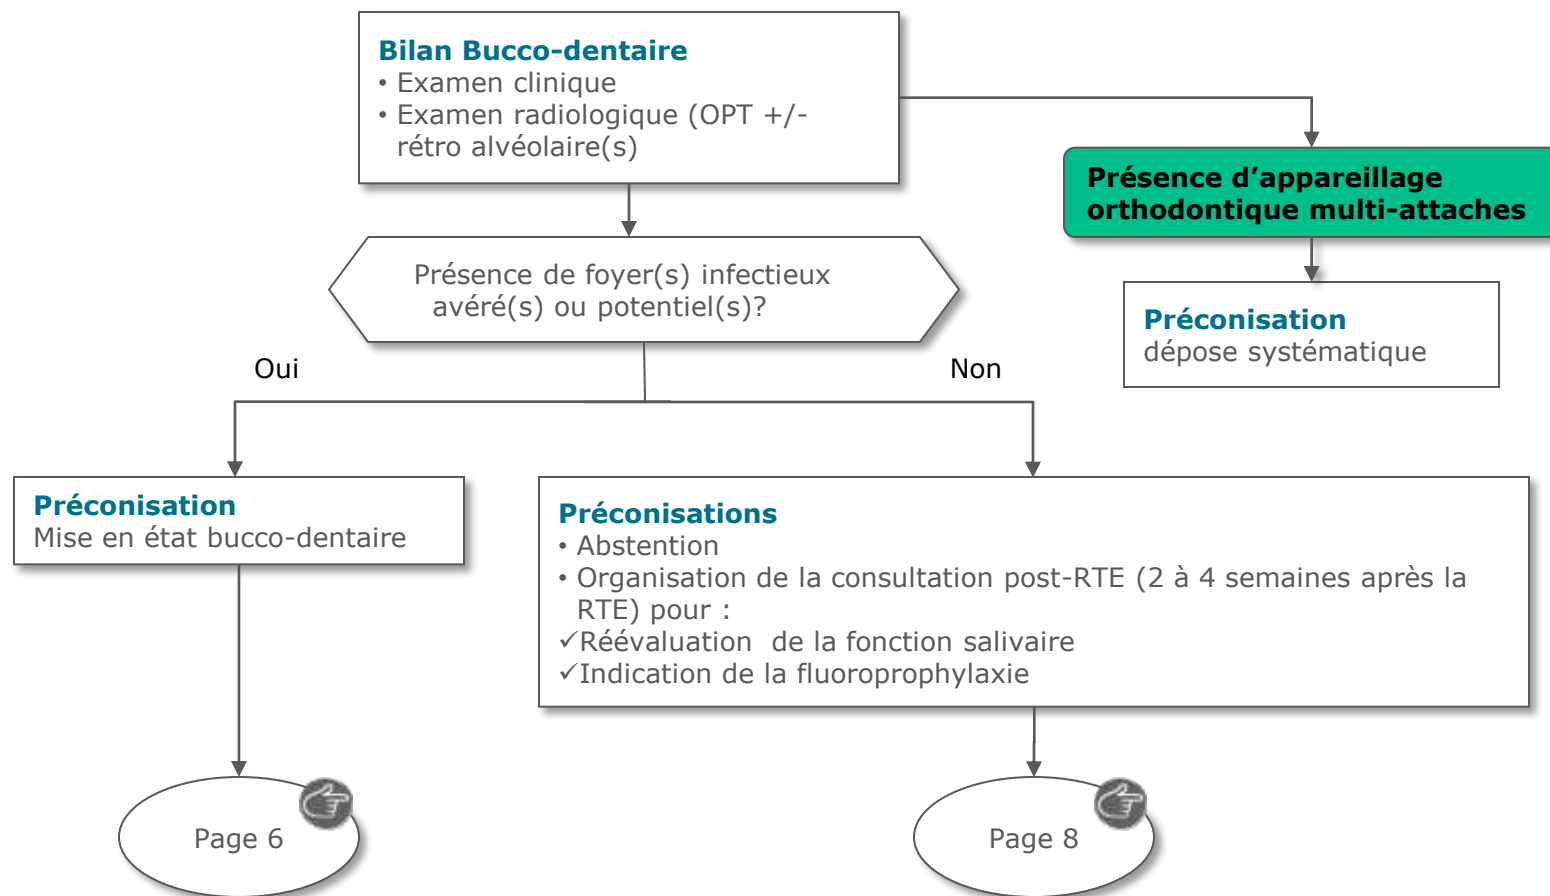 Bilan Bucco-dentaire
• Examen clinique
• Examen radiologique (OPT +/-
rétro alvéolaire(s)
Présence d’appareillage
orthodontique multi-attaches
Préconisation
dépose systématique
Présence de foyer(s) infectieux
avéré(s) ou potentiel(s)?
Oui
Non
Préconisation
Mise en état bucco-dentaire
Préconisations
• Abstention
• Organisation de la consultation post-RTE (2 à 4 semaines après la
RTE) pour :
✓Réévaluation  de la fonction salivaire
✓Indication de la fluoroprophylaxie
Page 6
Page 8